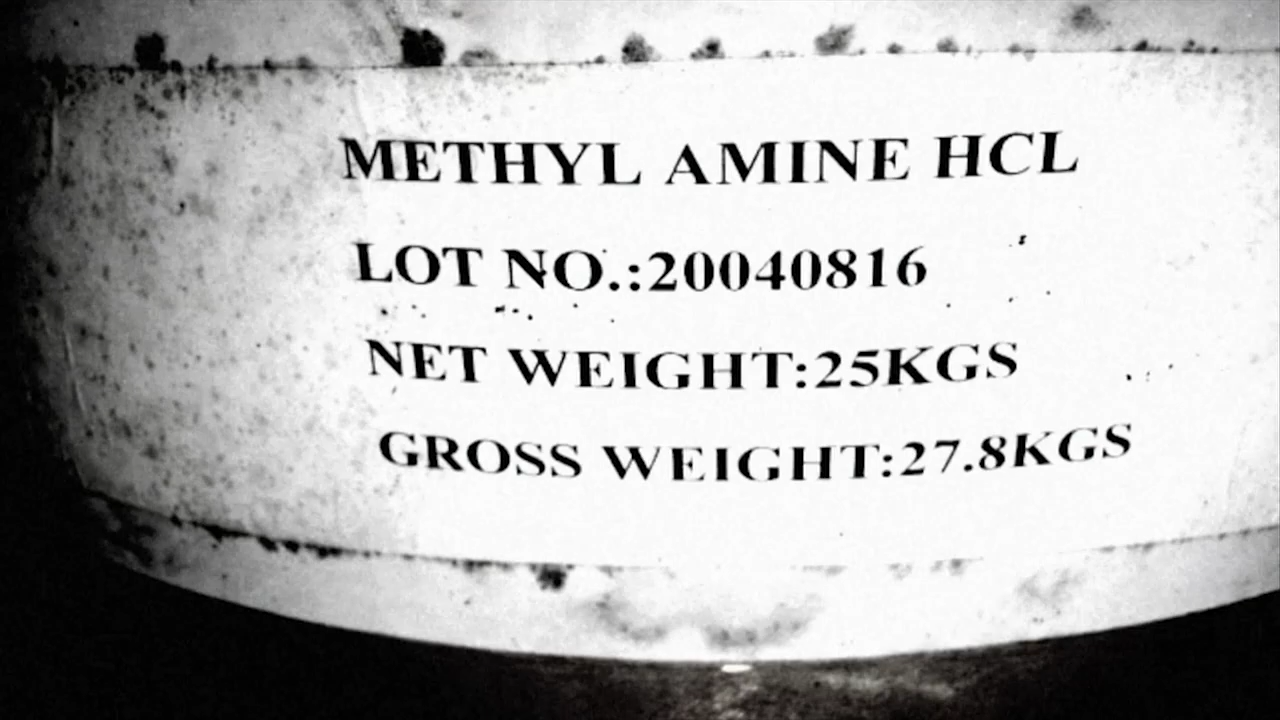 METHYL AMINE HCL
LOT NO.:20040816
NET WEIGHT:25KGS
GROSS WEIGHT:27.8KGS